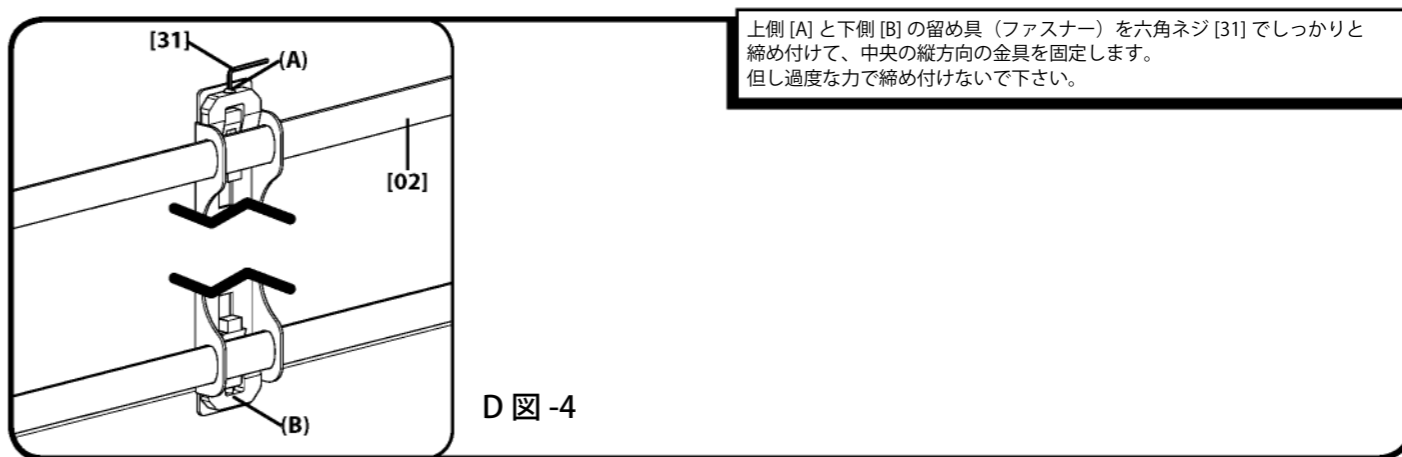 上側 [A] と下側 [B] の留め具（ファスナー）を六角ネジ [31] でしっかりと
締め付けて、中央の縦方向の金具を固定します。
但し過度な力で締め付けないで下さい。
[31]
(A)
[02]
(B)
D 図 -4